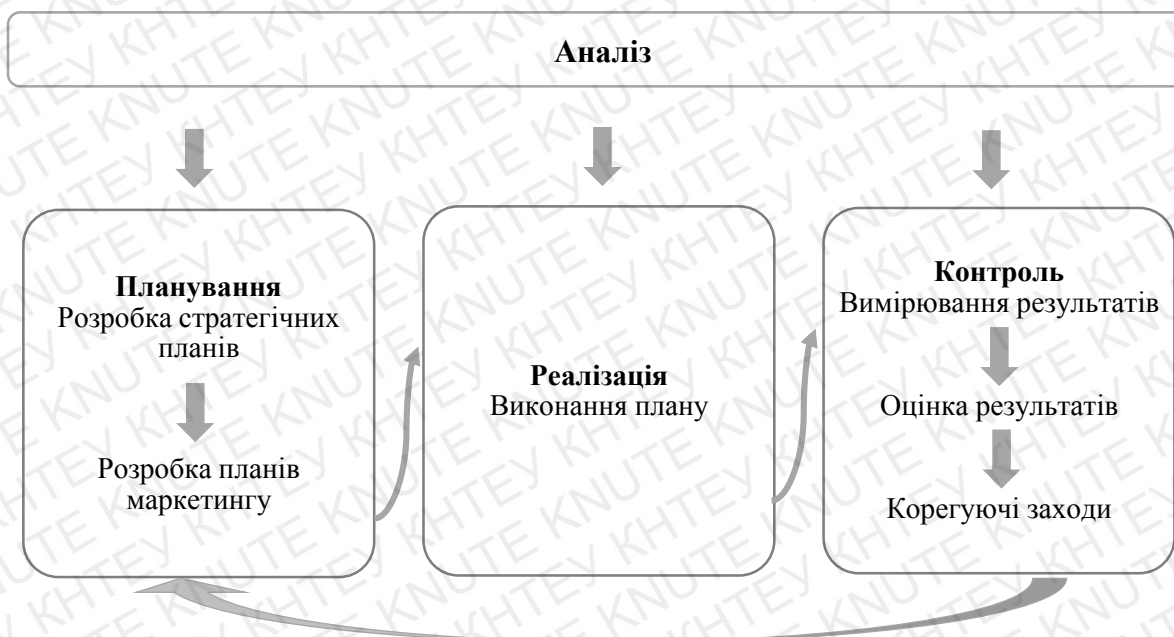 Аналіз
Планування
Розробка стратегічних
планів
Розробка планів
маркетингу
Реалізація
Виконання плану
Контроль
Вимірювання результатів
Оцінка результатів
Корегуючі заходи